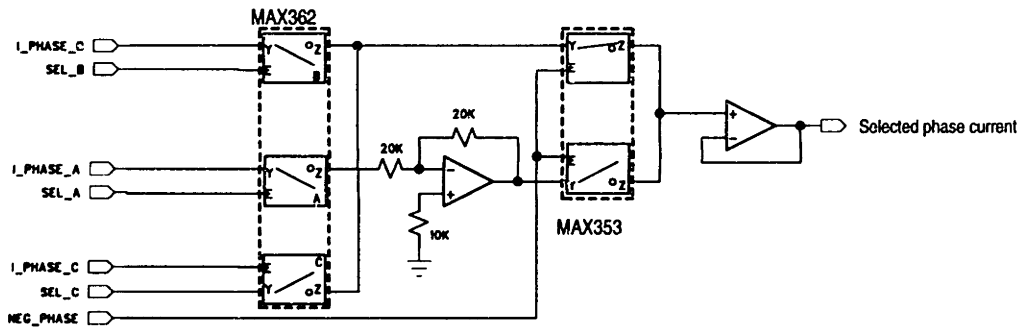 MAX362
I_PHASE_C
Y
Z
Y
Z
SEL_B
E
B
E
20K
20K
Selected phase current
I_PHASE_A
Y
Z
E
SEL_A
E
A
Y
Z
10K
MAX353
I_PHASE_C
E
C
SEL_C
Y
Z
NEG_PHASE